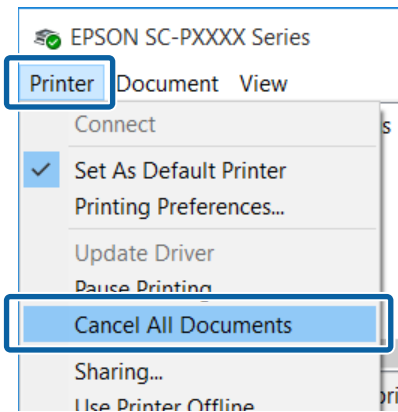 EPSON SC-PXXXX Series
Printer Document View
Connect
Set As Default Printer
Printing Preferences...
Update Driver
Pause Printing
Cancel All Documents
Sharing...
Use Printer Offline